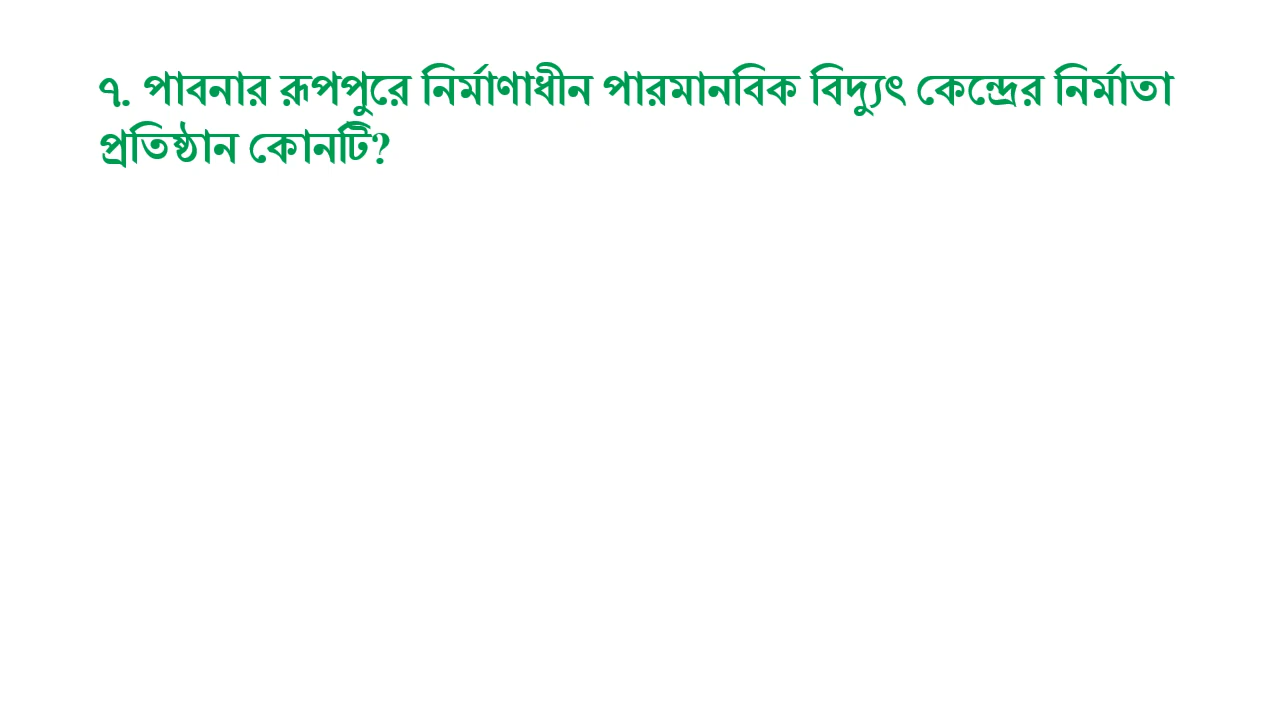 ৭. পাবনার রূপপুরে নির্মাণাধীন পারমানবিক বিদ্যুৎ কেন্দ্রের নির্মাতা
প্রতিষ্ঠান কোনটি?